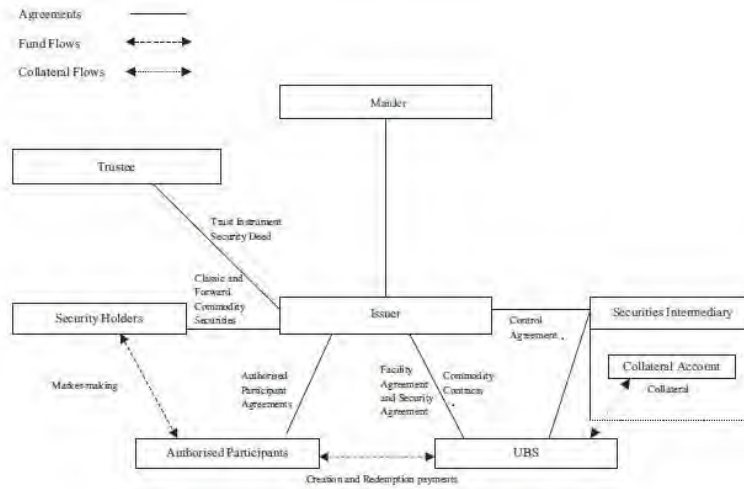 Agreements
Fund Flows
Collateral Flows
Maider
Trustee
Trust Instrument
Security Deed
Classic and
Forward
Commodity
Securities
Security Holders
Issuer
Securities Intermediary
Control
Agreement
Collateral Account
Collateral
Market-making
Authorised
Participant
Agreements
Facility
Agreement
and Security
Agreement
Commodity
Contracts
Authorised Participants
UBS
Creation and Redemption payments